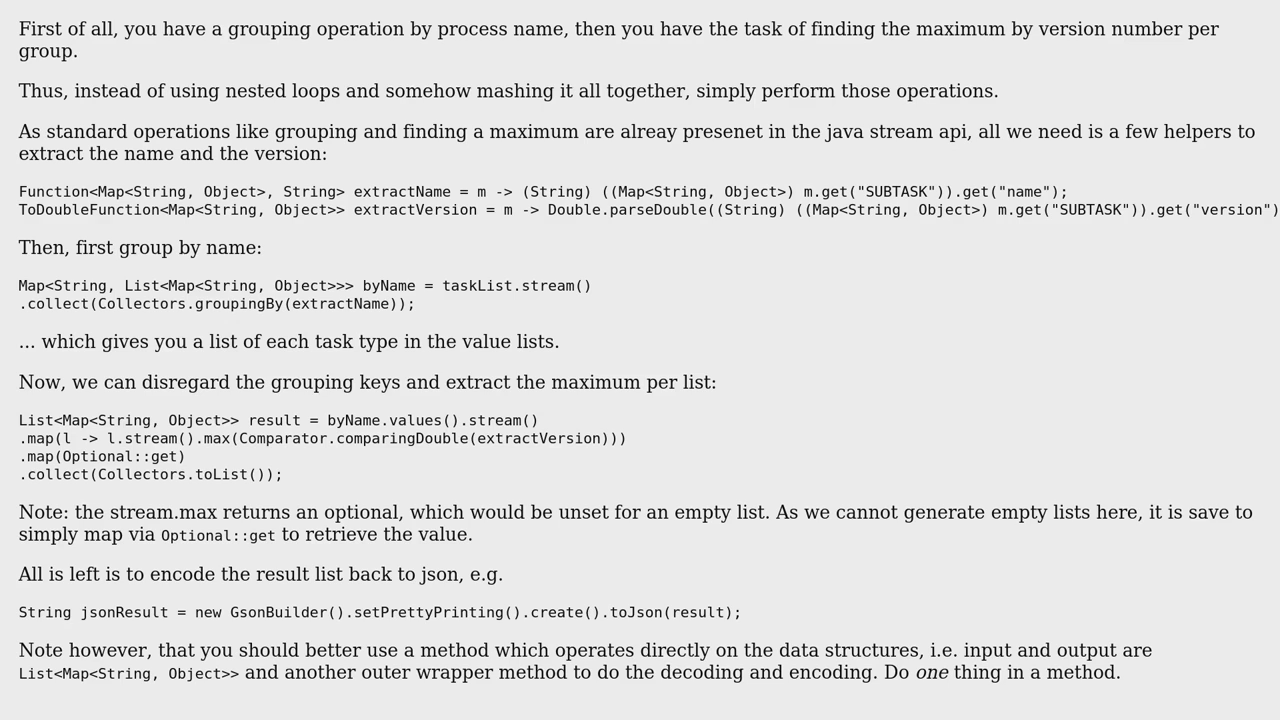 First of all, you have a grouping operation by process name, then you have the task of finding the maximum by version number per
group.
Thus, instead of using nested loops and somehow mashing it all together, simply perform those operations.
As standard operations like grouping and finding a maximum are alreay presenet in the java stream api, all we need is a few helpers to
extract the name and the version:
Function<Map<String, Object>, String> extractName = m -> (String) ((Map<String, Object>) m.get("SUBTASK")).get("name");
ToDoubleFunction<Map<String, Object>> extractVersion = m -> Double.parseDouble((String) ((Map<String, Object>) m.get("SUBTASK")).get("version")
Then, first group by name:
Map<String, List<Map<String, Object>>> byName = taskList.stream()
.collect(Collectors.groupingBy(extractName));
... which gives you a list of each task type in the value lists.
Now, we can disregard the grouping keys and extract the maximum per list:
List<Map<String, Object>> result = byName.values().stream()
.map(l -> l.stream().max(Comparator.comparingDouble(extractVersion)))
.map(Optional::get)
.collect(Collectors.toList());
Note: the stream.max returns an optional, which would be unset for an empty list. As we cannot generate empty lists here, it is save to
simply map via Optional::get to retrieve the value.
All is left is to encode the result list back to json, e.g.
String jsonResult = new GsonBuilder().setPrettyPrinting().create().toJson(result);
Note however, that you should better use a method which operates directly on the data structures, i.e. input and output are
List<Map<String, Object>> and another outer wrapper method to do the decoding and encoding. Do one thing in a method.